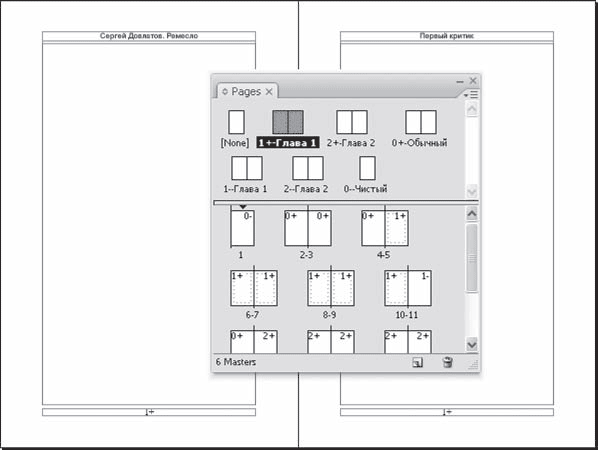 Сергей Довлатов. Ремесло
Первый критик
Pages
[None]
1+-Глава 1
2+-Глава 2
0+-Обычный
1--Глава 1
2--Глава 2
0--Чистый
0-
0+ 0+
0+ 1+
1
2-3
4-5
1+ 1+
1+ 1+
1+ 1-
6-7
8-9
10-11
0+ 2+
2+ 2+
2+ 2+
6 Masters
1+
1+